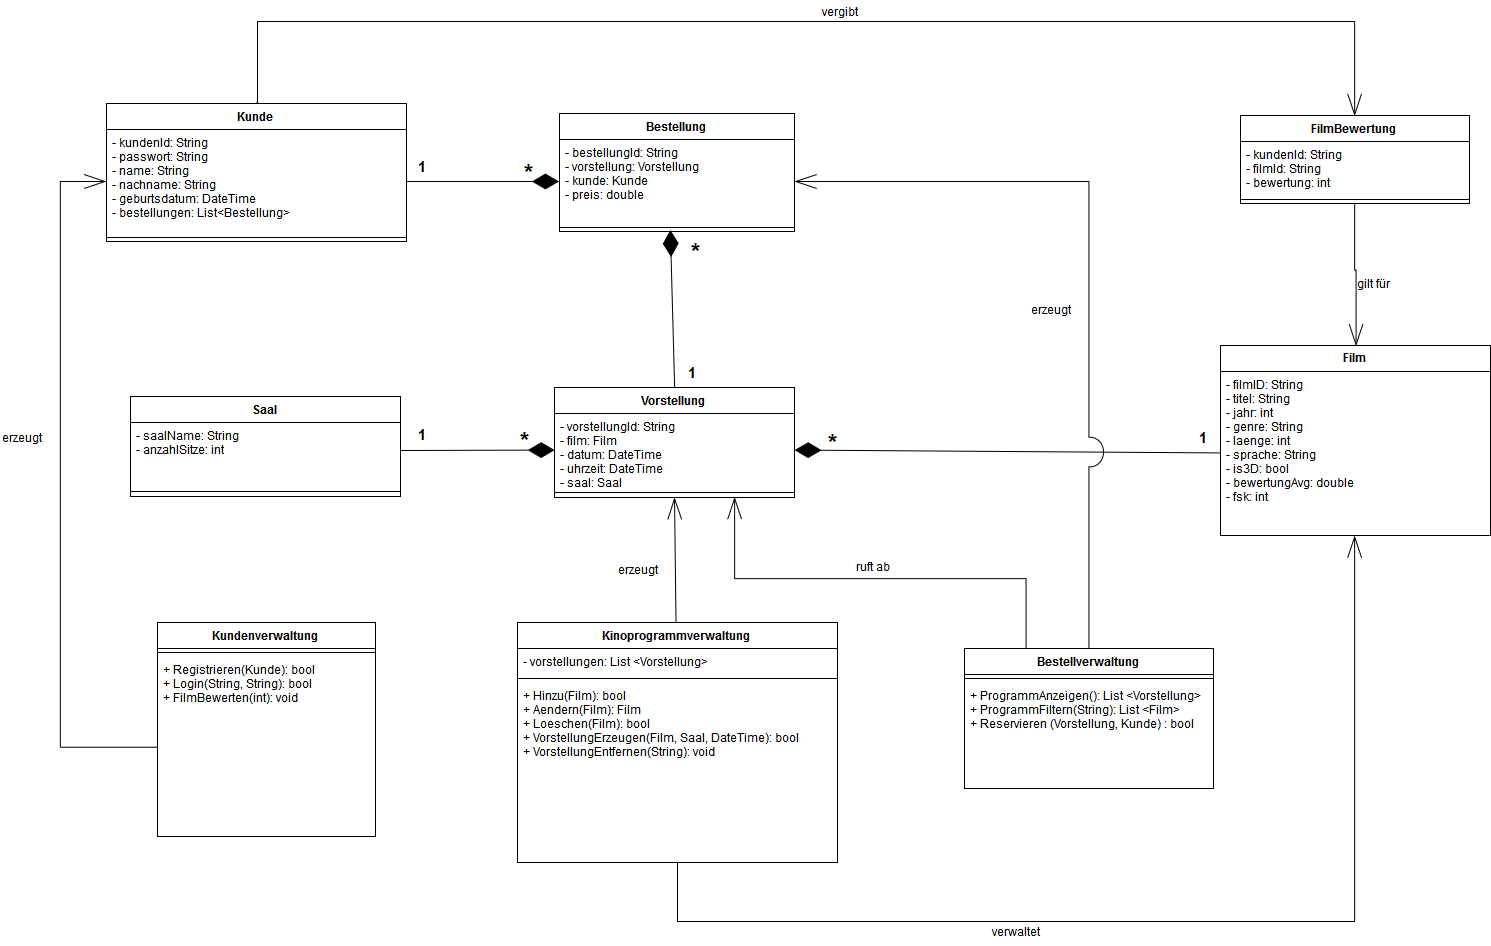 vergibt
Kunde
- kundenId: String
- passwort: String
- name: String
- nachname: String
- geburtsdatum: DateTime
- bestellungen: List<Bestellung>
1
*
Bestellung
- bestellungId: String
- vorstellung: Vorstellung
- kunde: Kunde
- preis: double
*
FilmBewertung
- kundenId: String
- filmId: String
- bewertung: int
erzeugt
gilt für
1
Saal
- saalName: String
- anzahlSitze: int
1
*
Vorstellung
- vorstellungId: String
- film: Film
- datum: DateTime
- uhrzeit: DateTime
- saal: Saal
*
1
Film
- filmID: String
- titel: String
- jahr: int
- genre: String
- laenge: int
- sprache: String
- is3D: bool
- bewertungAvg: double
- fsk: int
erzeugt
erzeugt
ruft ab
Kundenverwaltung
+ Registrieren(Kunde): bool
+ Login(String, String): bool
+ FilmBewerten(int): void
Kinoprogrammverwaltung
- vorstellungen: List <Vorstellung>
+ Hinzu(Film): bool
+ Aendern(Film): Film
+ Loeschen(Film): bool
+ VorstellungErzeugen(Film, Saal, DateTime): bool
+ VorstellungEntfernen(String): void
Bestellverwaltung
+ ProgrammAnzeigen(): List <Vorstellung>
+ ProgrammFiltern(String): List <Film>
+ Reservieren (Vorstellung, Kunde) : bool
verwaltet